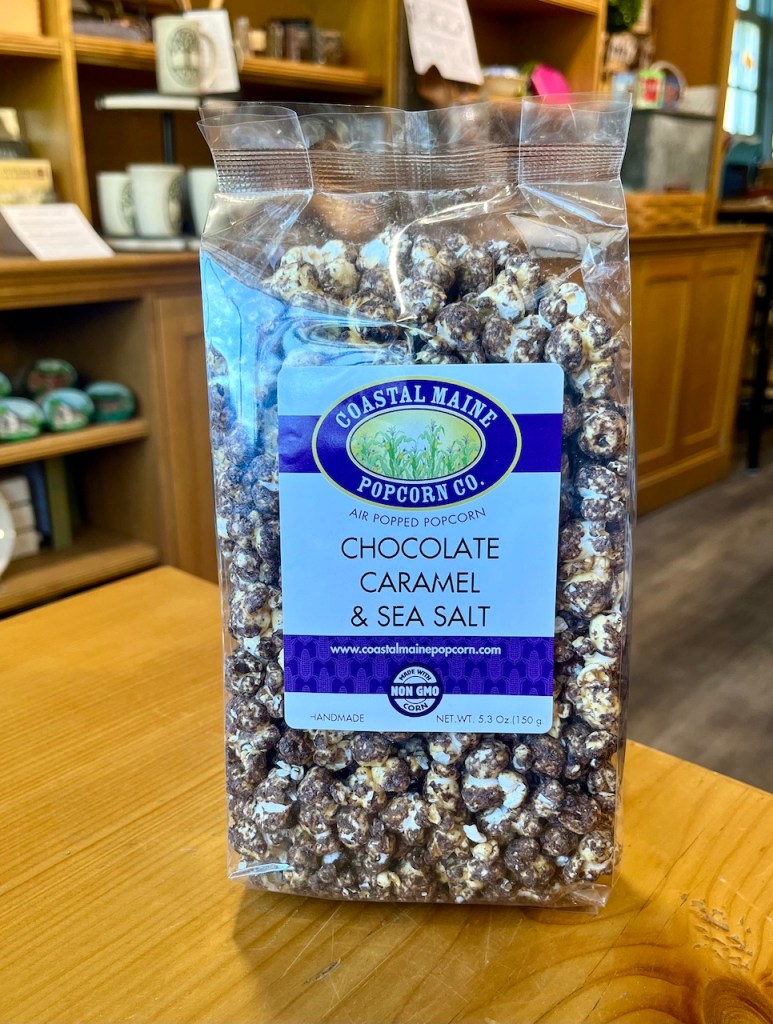 COASTAL MAINE
POPCORN CO.
AIR POPPED POPCORN
CHOCOLATE
CARAMEL
& SEA SALT
www.coastalmainepopcorn.com
MADE WITH
NON GMO
CORN
HANDMADE NET.WT. 5.3 Oz.(150 g.